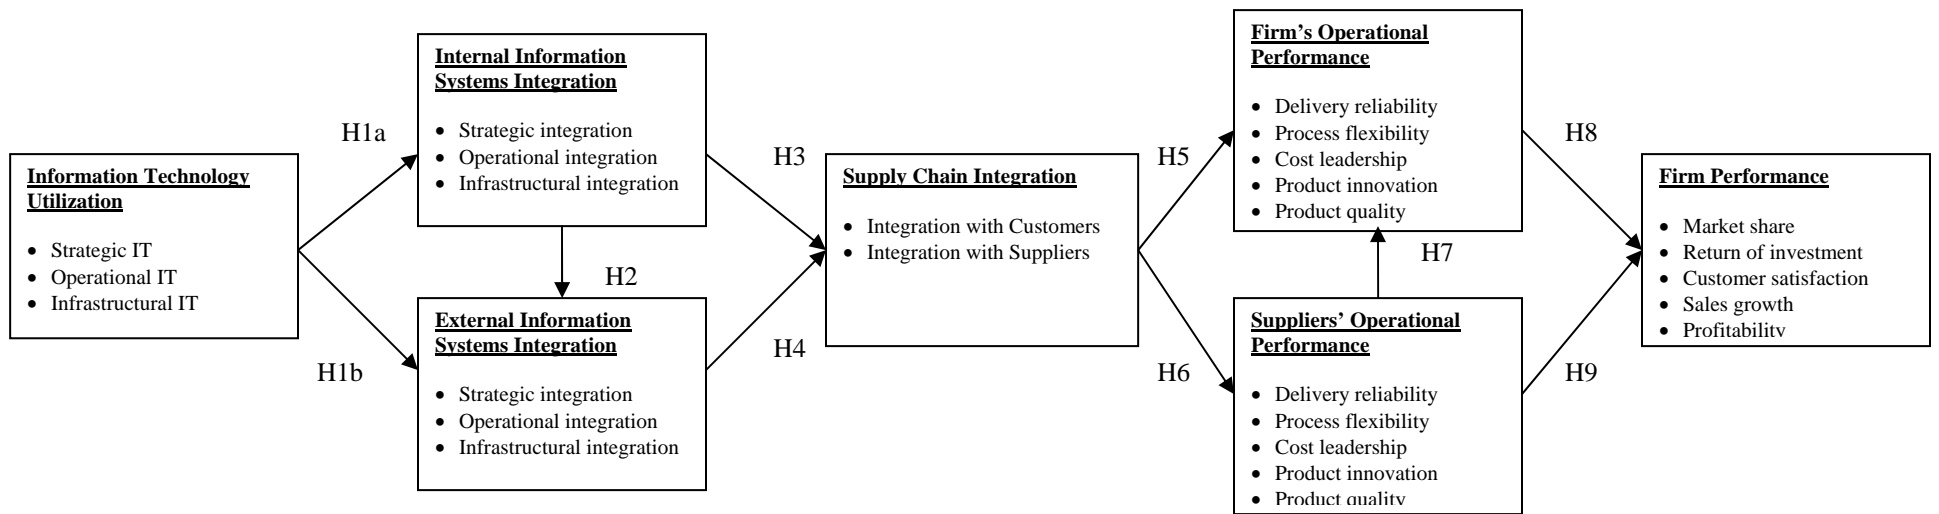 Information Technology
Utilization
• Strategic IT
• Operational IT
• Infrastructural IT
H1a
H1b
Internal Information
Systems Integration
• Strategic integration
• Operational integration
• Infrastructural integration
H2
External Information
Systems Integration
• Strategic integration
• Operational integration
• Infrastructural integration
H3
H4
Supply Chain Integration
• Integration with Customers
• Integration with Suppliers
H5
H6
Firm's Operational
Performance
• Delivery reliability
• Process flexibility
• Cost leadership
• Product innovation
• Product quality
H7
Suppliers' Operational
Performance
• Delivery reliability
• Process flexibility
• Cost leadership
• Product innovation
• Product quality
H8
H9
Firm Performance
• Market share
• Return of investment
• Customer satisfaction
• Sales growth
• Profitability